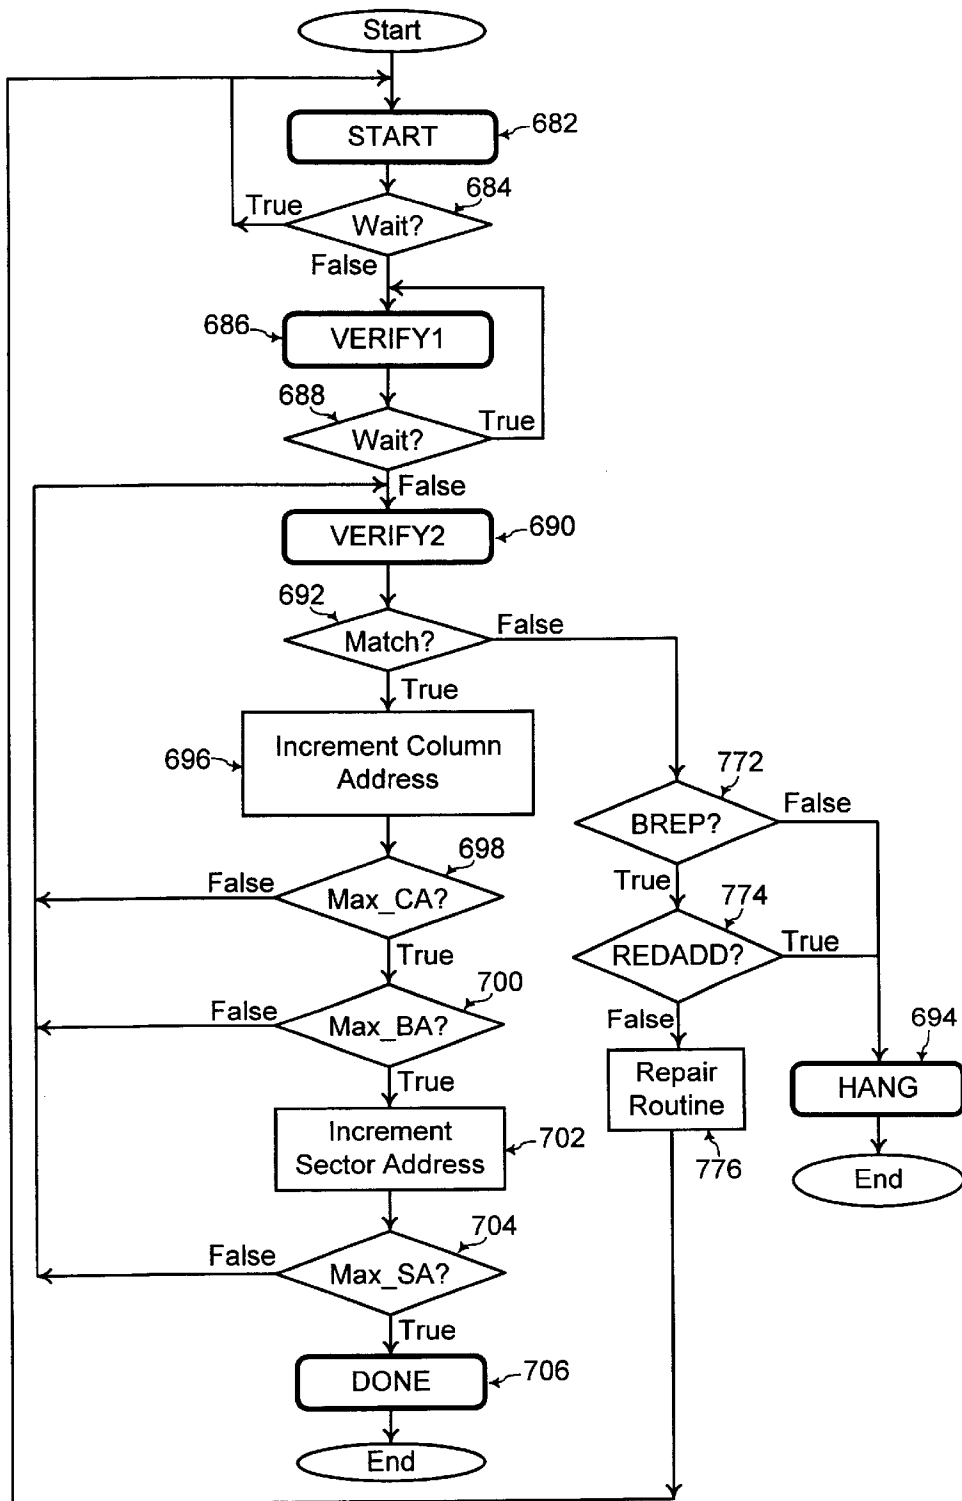 Start
START
682
684
True
Wait?
False
686
VERIFY1
688
True
Wait?
False
VERIFY2
690
692
False
Match?
True
Increment Column
Address
696
772
False
BREP?
698
False
Max_CA?
True
774
True
REDADD?
True
700
False
Max_BA?
False
694
True
Repair
Routine
HANG
Increment
Sector Address
702
776
End
704
False
Max_SA?
True
DONE
706
End